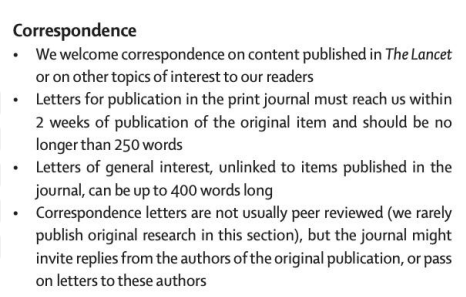 Correspondence
• We welcome correspondence on content published in The Lancet
or on other topics of interest to our readers
• Letters for publication in the print journal must reach us within
2 weeks of publication of the original item and should be no
longer than 250 words
• Letters of general interest, unlinked to items published in the
journal, can be up to 400 words long
• Correspondence letters are not usually peer reviewed (we rarely
publish original research in this section), but the journal might
invite replies from the authors of the original publication, or pass
on letters to these authors